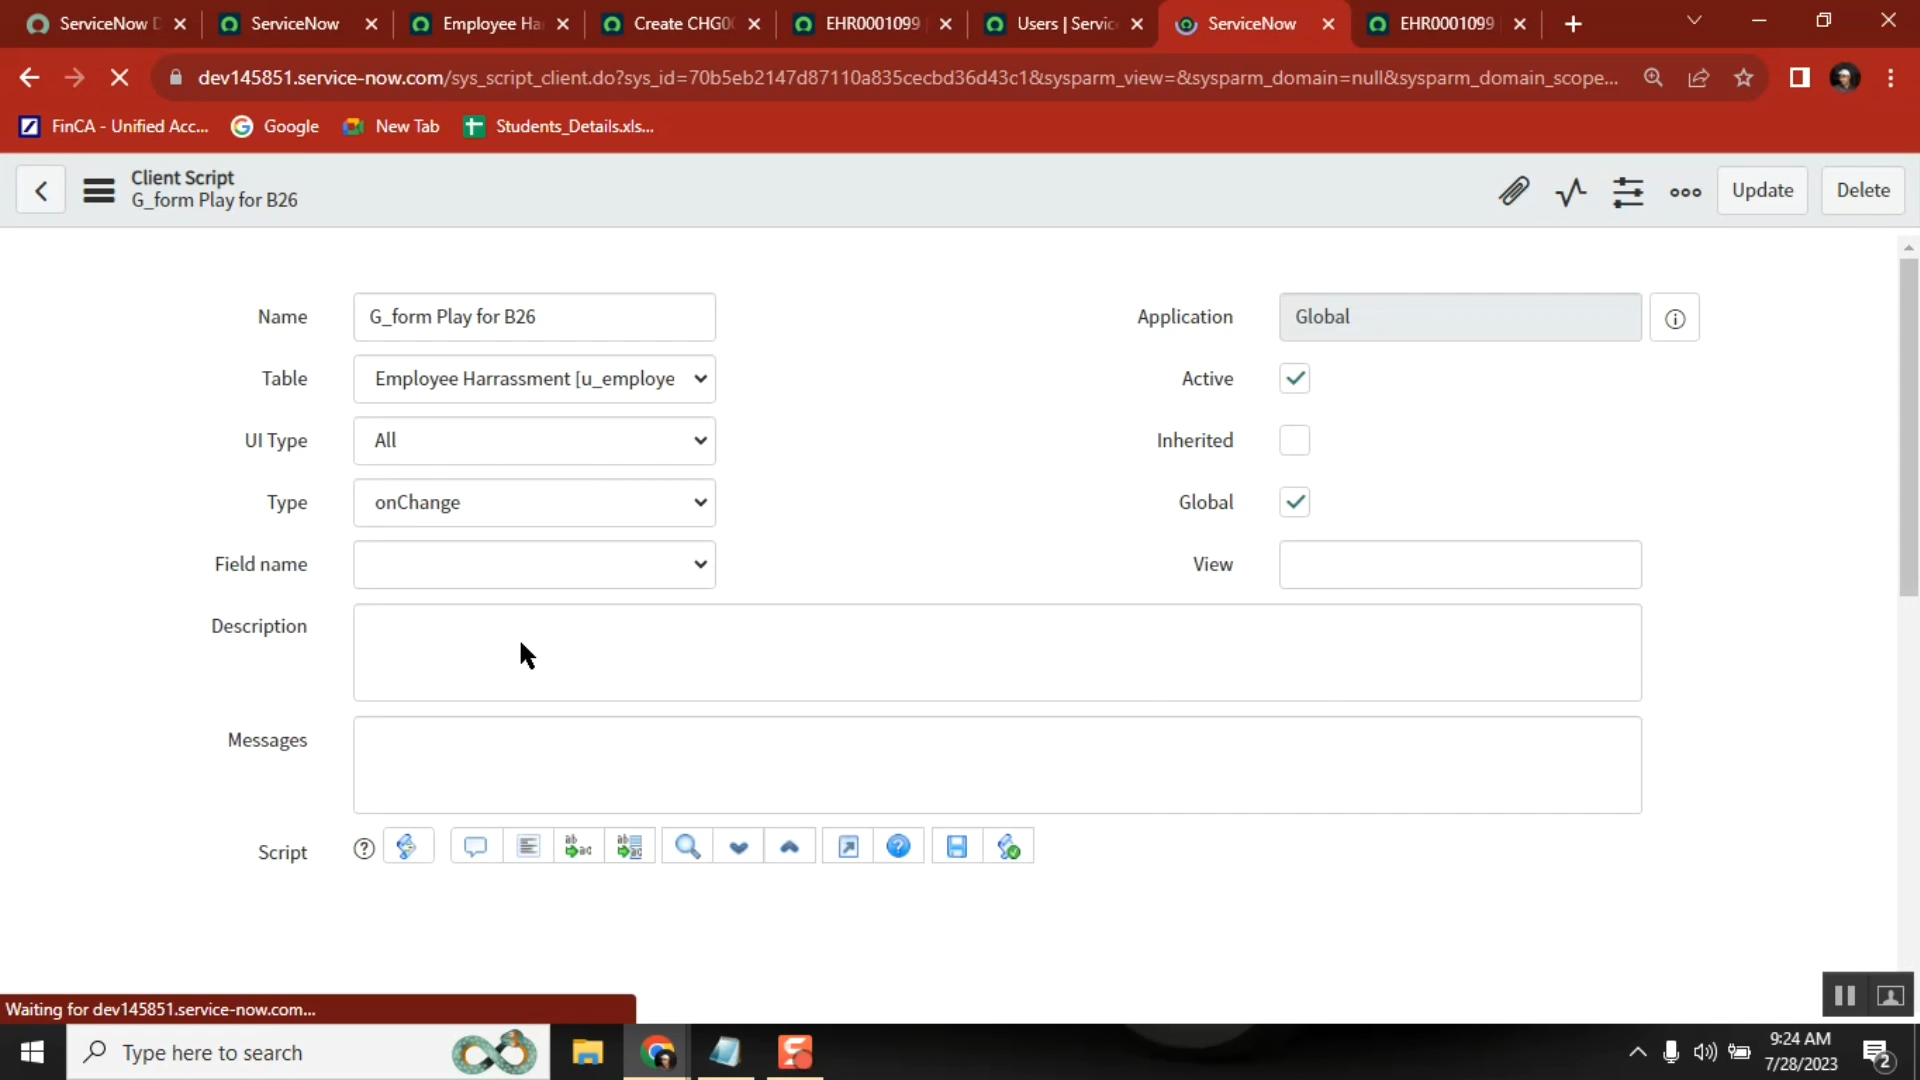 ServiceNow D
ServiceNow
Employee Ha
Create CHG0
EHR0001099
Users | Servic
ServiceNow
EHR0001099
dev145851.service-now.com/sys_script_client.do?sys_id=70b5eb2147d87110a835cecbd36d43c1&sysparm_view=&sysparm_domain=null&sysparm_domain_scope...
FinCA - Unified Acc...
Google
New Tab
Students_Details.xls...
Client Script
G_form Play for B26
Update
Delete
Name
G_form Play for B26
Application
Global
Table
Employee Harrassment [u_employe
Active
UI Type
All
Inherited
Type
onChange
Global
Field name
View
Description
Messages
Script
Waiting for dev145851.service-now.com...
Type here to search
9:24 AM
7/28/2023
2